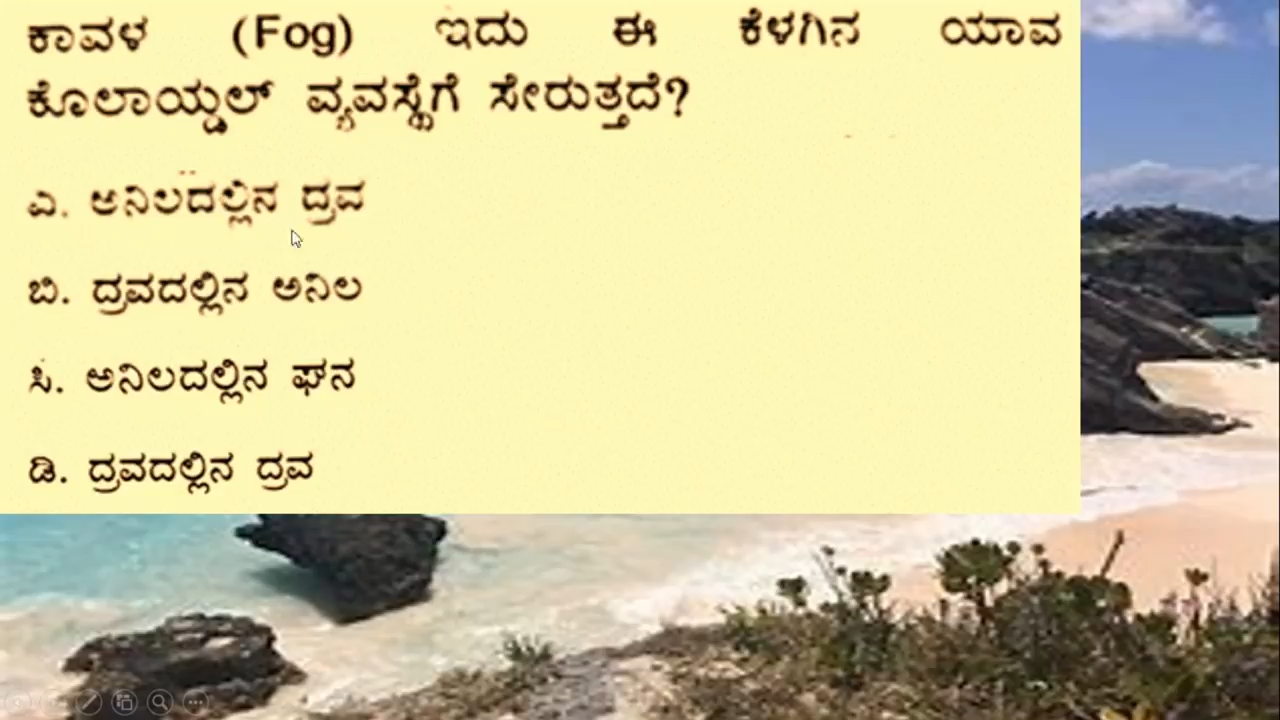 ಕಾವಳ (Fog) ಇದು ಈ ಕೆಳಗಿನ ಯಾವ
ಕೊಲಾಯ್ಡಲ್ ವ್ಯವಸ್ಥೆಗೆ ಸೇರುತ್ತದೆ?
ಎ. ಅನಿಲದಲ್ಲಿನ ದ್ರವ
ಬಿ. ದ್ರವದಲ್ಲಿನ ಅನಿಲ
ಸಿ. ಅನಿಲದಲ್ಲಿನ ಘನ
ಡಿ. ದ್ರವದಲ್ಲಿನ ದ್ರವ